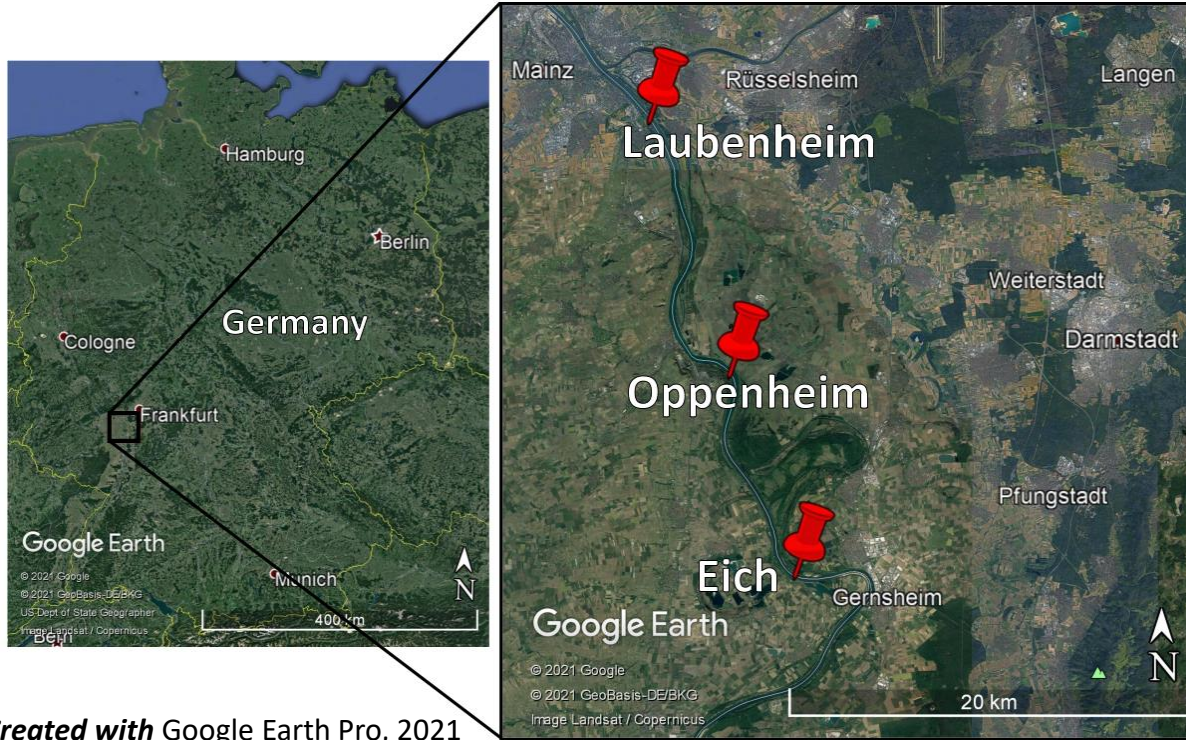 Hamburg
Berlin
Germany
Cologne
Frankfurt
Google Earth
© 2021 Google
© 2021 GeoBasis-DE/BKG
US Dept of State Geographer
Image Landsat / Copernicus
Munich
N
400 km
Bern
Mainz
Rüsselsheim
Langen
Laubenheim
Weiterstadt
Darmstadt
Oppenheim
Pfungstadt
Eich
Gernsheim
Google Earth
© 2021 Google
© 2021 GeoBasis-DE/BKG
Image Landsat / Copernicus
N
20 km
reated with Google Earth Pro, 2021